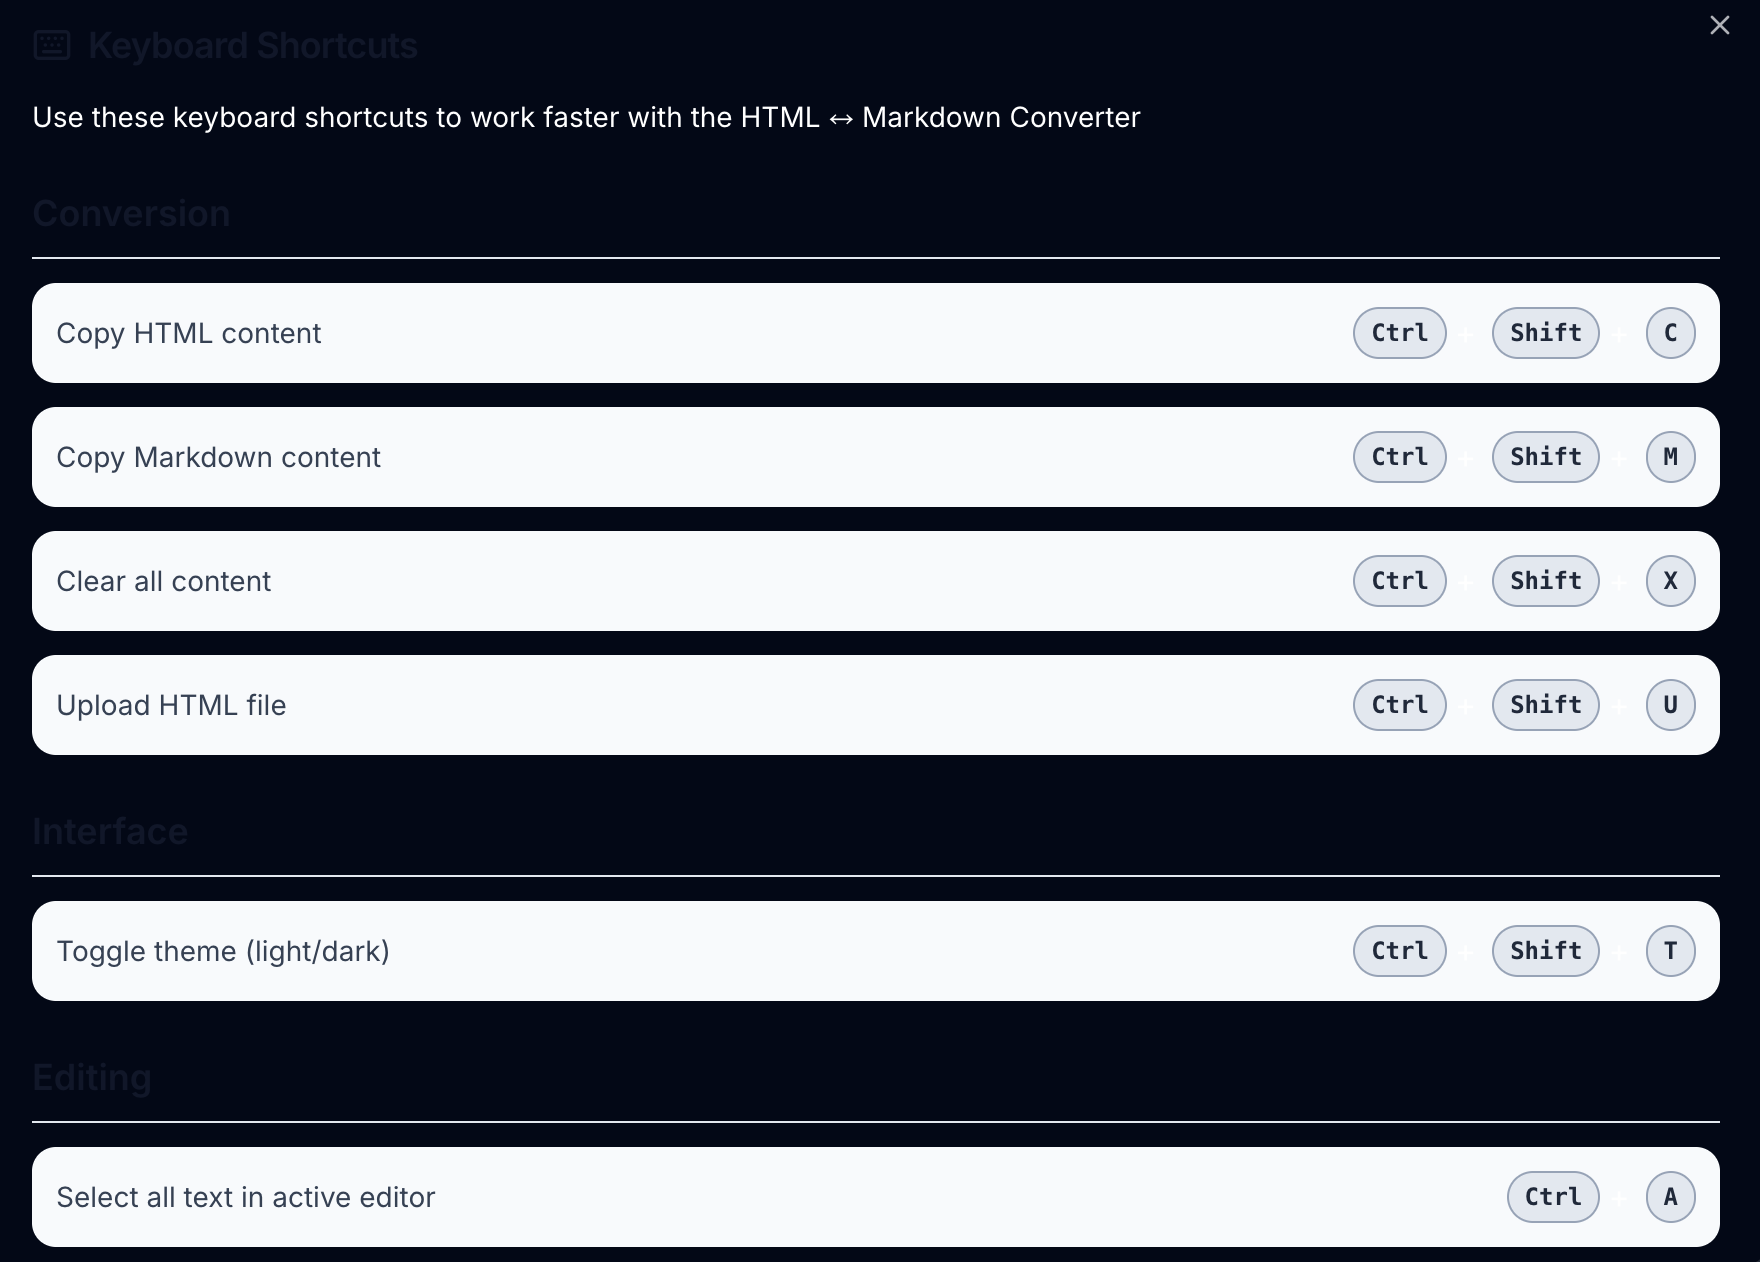 Keyboard Shortcuts
Use these keyboard shortcuts to work faster with the HTML ↔ Markdown Converter
Conversion
Copy HTML content Ctrl + Shift + C
Copy Markdown content Ctrl + Shift + M
Clear all content Ctrl + Shift + X
Upload HTML file Ctrl + Shift + U
Interface
Toggle theme (light/dark) Ctrl + Shift + T
Editing
Select all text in active editor Ctrl + A